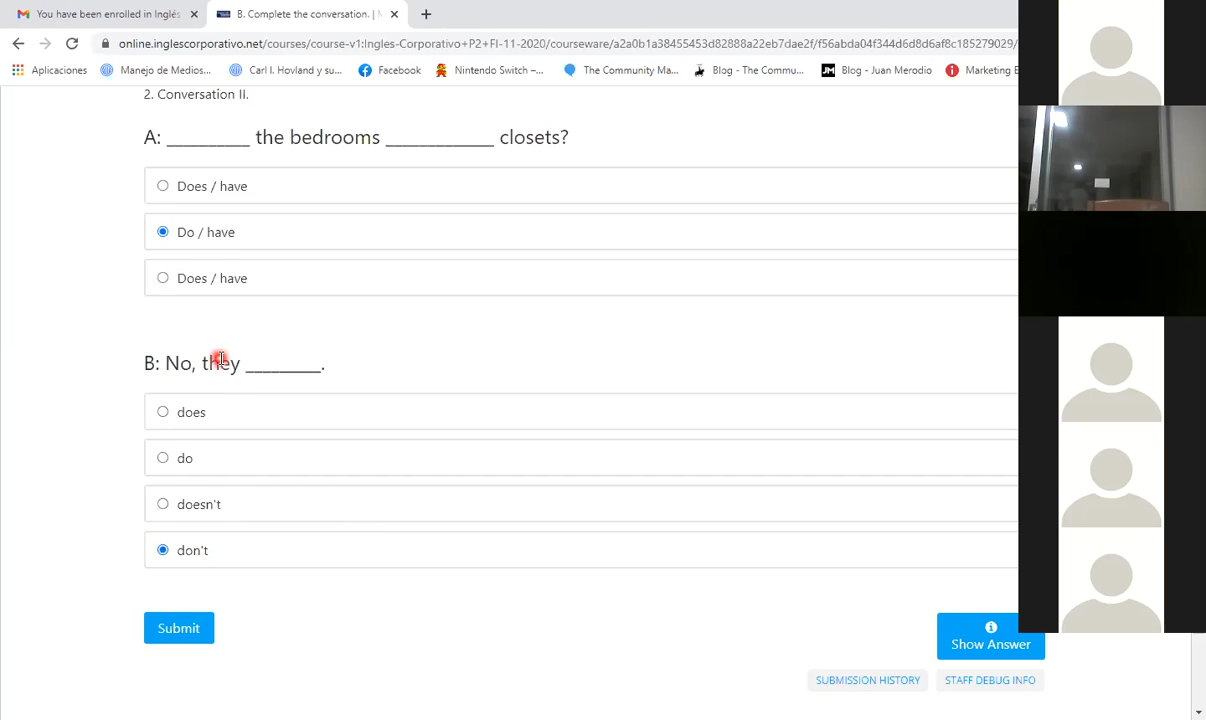 You have been enrolled in Inglés
B. Complete the conversation. |
online.inglescorporativo.net/courses/course-v1:Ingles-Corporativo+P2+FI-11-2020/courseware/a2a0b1a38455453d82888a22eb7dae2f/f56abda04f344d6d8d6af8c185279029/
Aplicaciones
Manejo de Medios...
Carl I. Hovland y su...
Facebook
Nintendo Switch –...
The Community Ma...
Blog - The Commu...
JM
Blog - Juan Merodio
Marketing E
2. Conversation II.
A: __________ the bedrooms _____________ closets?
Does / have
Do / have
Does / have
B: No, they _________.
does
do
doesn't
don't
Submit
Show Answer
SUBMISSION HISTORY
STAFF DEBUG INFO